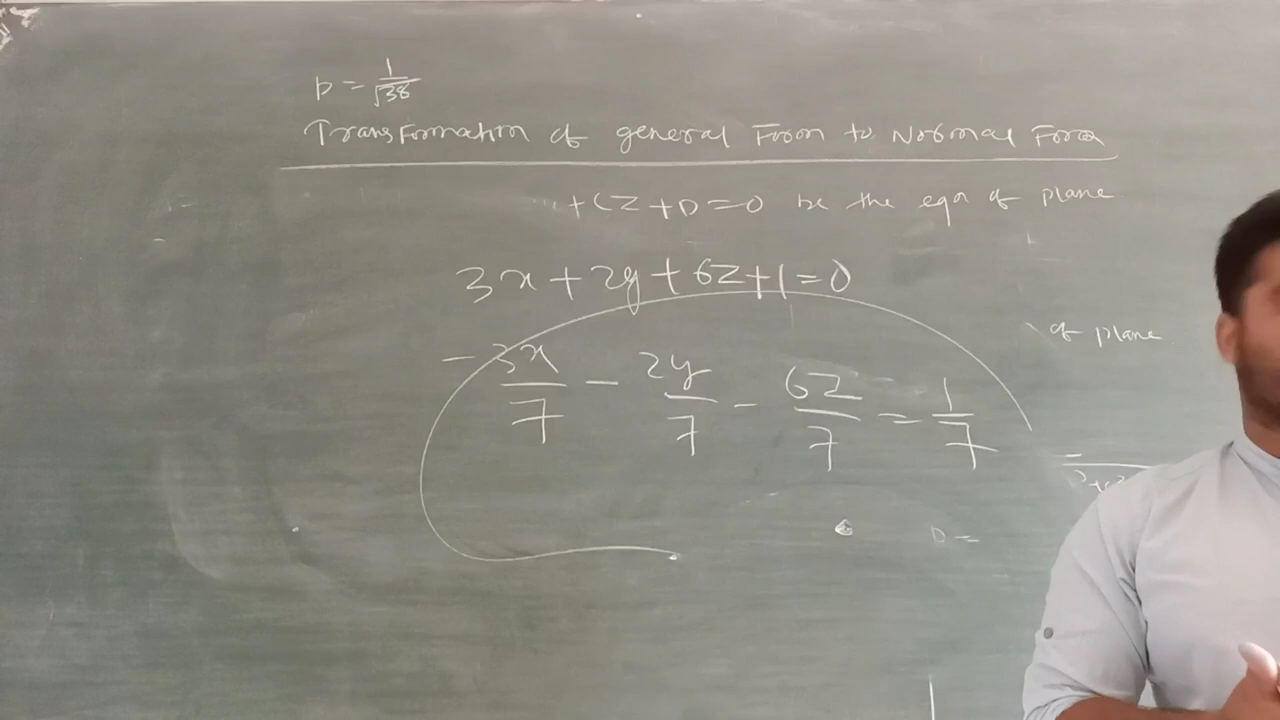 p = 1/√38
Transformation of general Form to Normal Form
+CZ+D=0 be the eqn of plane
3x+2y+6z+1=0
of plane
- 3x/7 - 2y/7 - 6z/7 = 1/7
D=